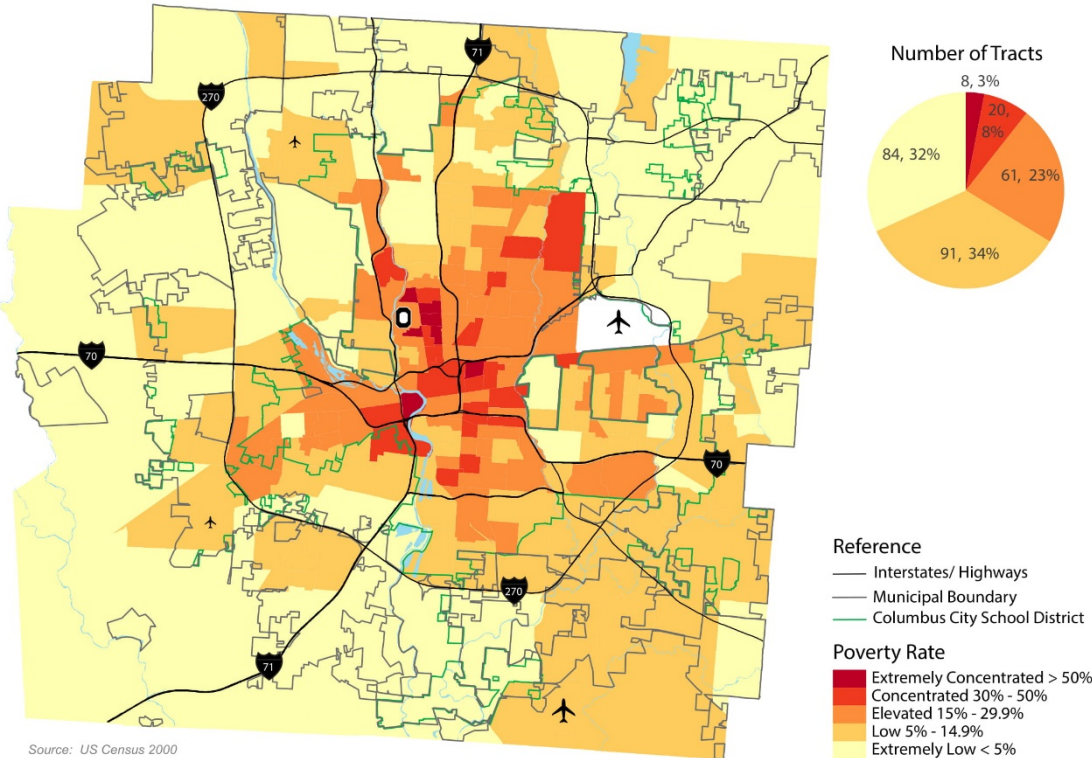 71
270
70
70
270
71
Source: US Census 2000
Number of Tracts
8, 3%
20,
8%
84, 32%
61, 23%
91, 34%
Reference
Interstates/ Highways
Municipal Boundary
Columbus City School District
Poverty Rate
Extremely Concentrated > 50%
Concentrated 30% - 50%
Elevated 15% - 29.9%
Low 5% - 14.9%
Extremely Low < 5%